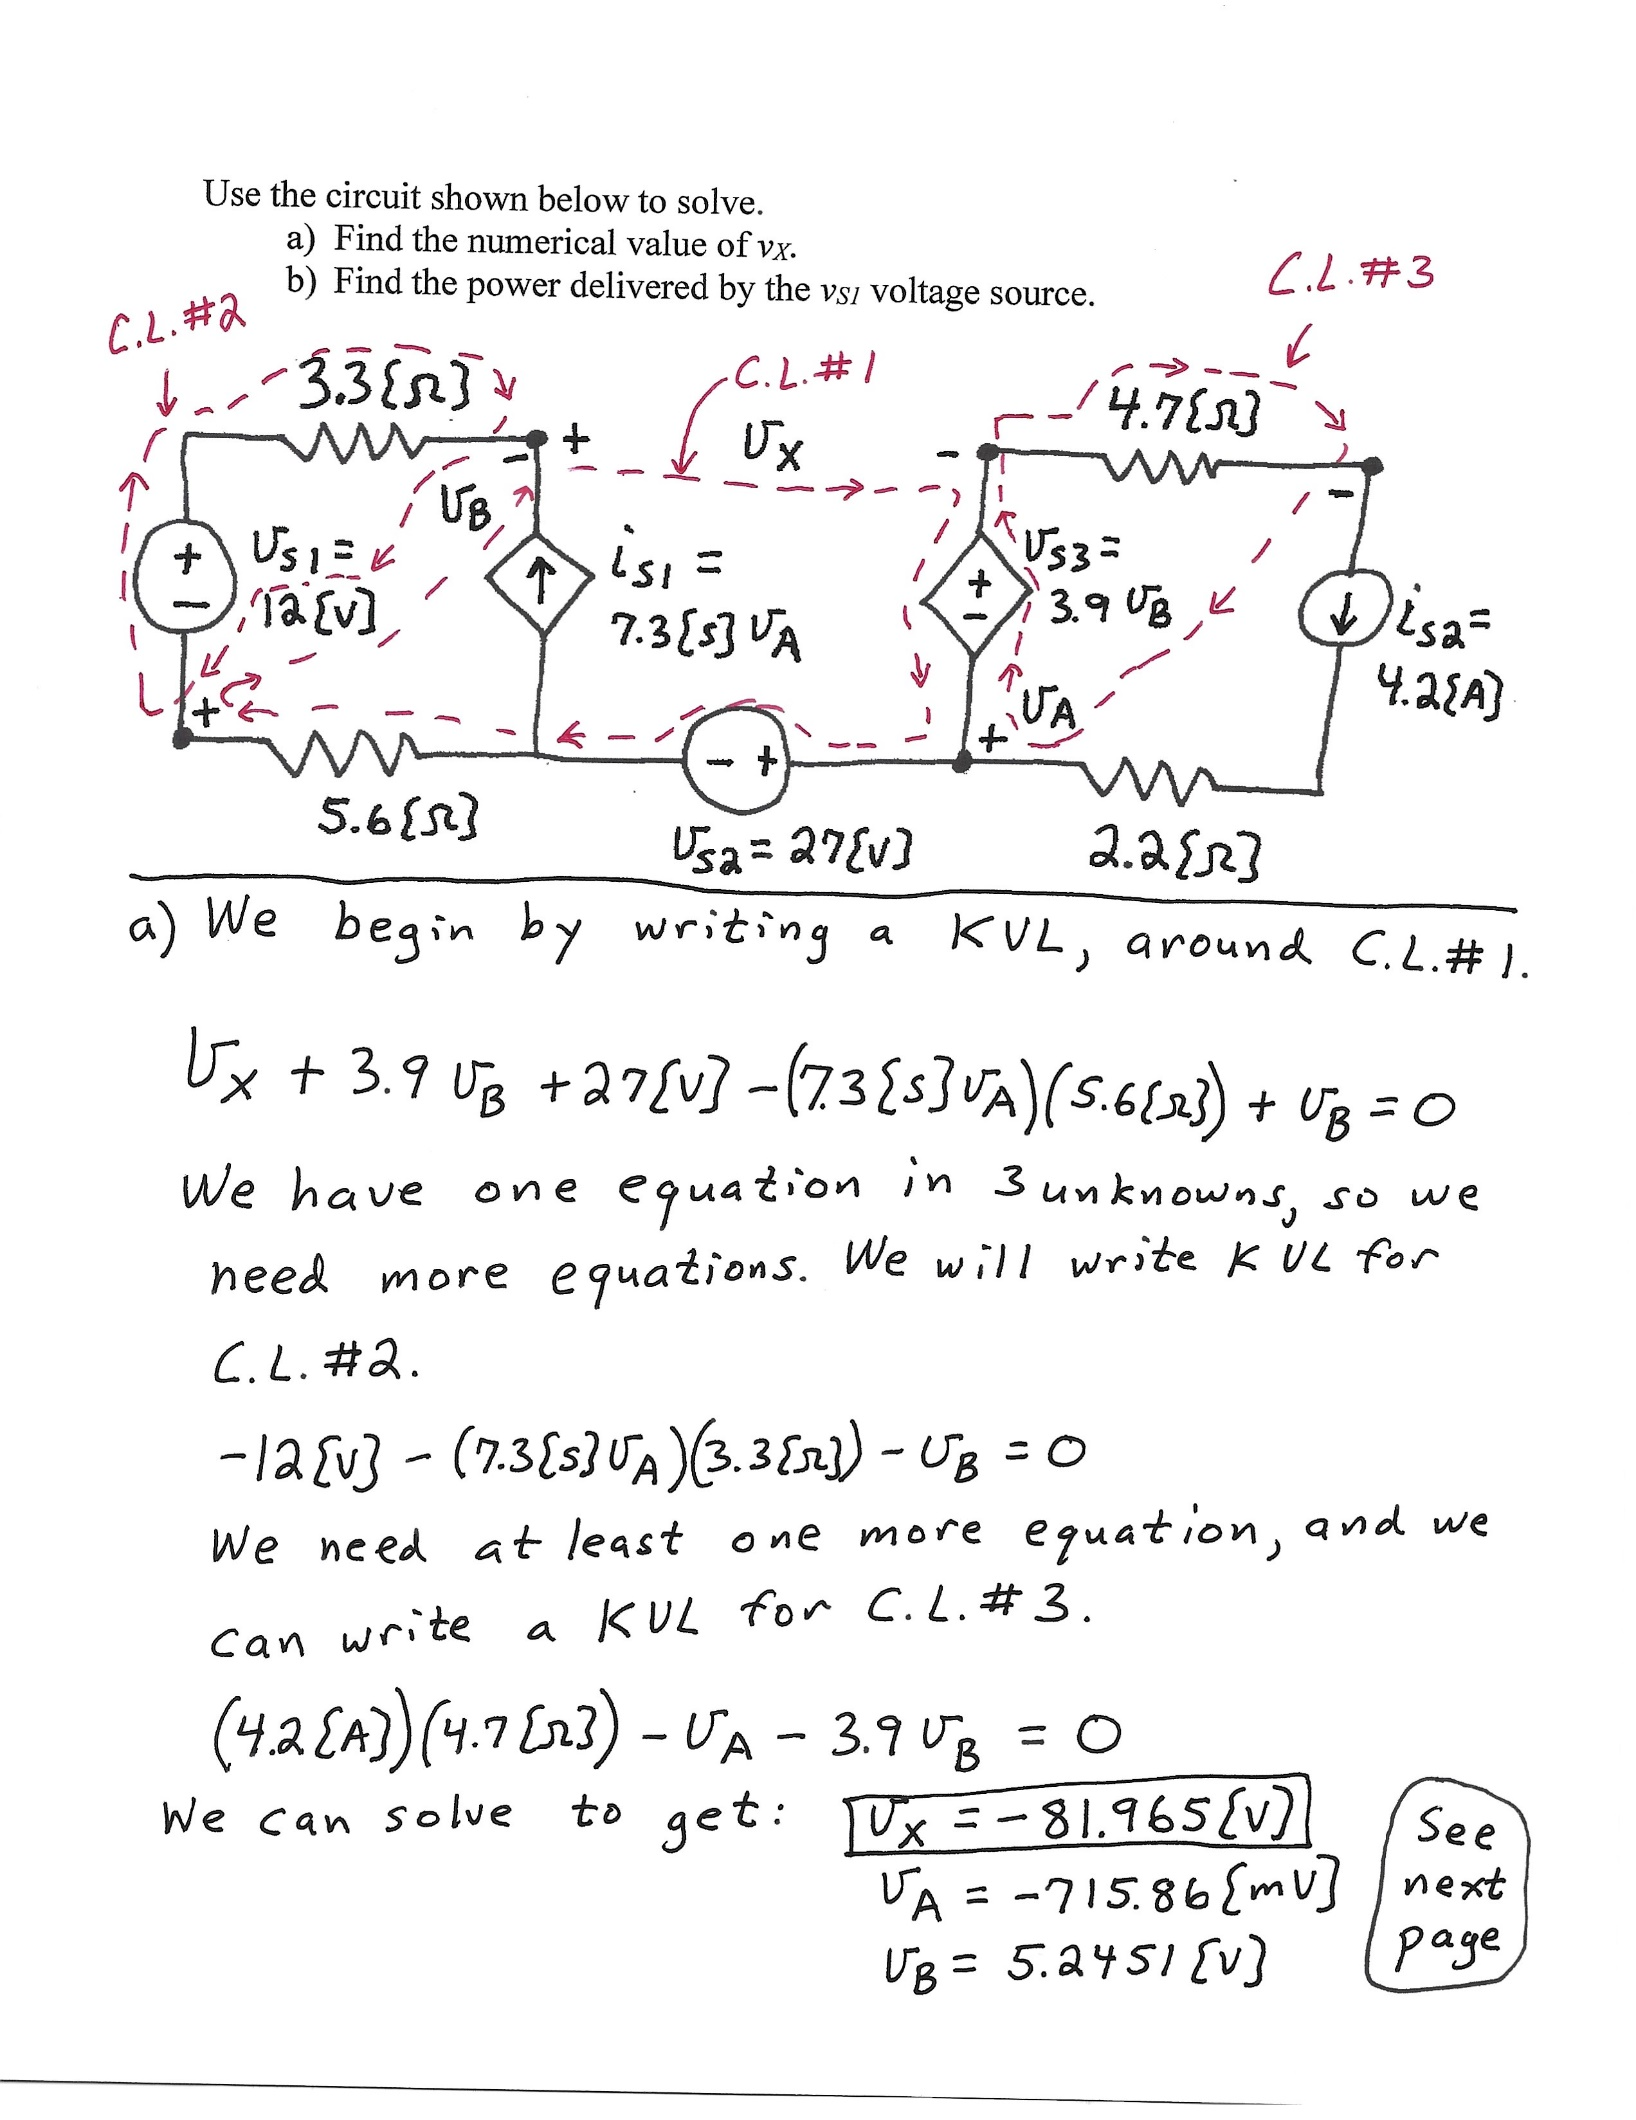 Use the circuit shown below to solve.
a) Find the numerical value of vX.
b) Find the power delivered by the vS1 voltage source.
C.L.#2
C.L.#3
C.L.#1
3.3{Ω}
+
vX
-
4.7{Ω}
-
vB
-
+
-
vS1 =
12{V}
iS1 =
7.3{S}vA
+
-
vS3 =
3.9 vB
iS2 =
4.2{A}
+
vA
+
- +
5.6{Ω}
vS2 = 27{V}
2.2{Ω}
a) We begin by writing a KVL, around C.L.#1.
vX + 3.9 vB + 27{V} - (7.3{S}vA)(5.6{Ω}) + vB = 0
We have one equation in 3 unknowns, so we
need more equations. We will write KVL for
C.L.#2.
-12{V} - (7.3{S}vA)(3.3{Ω}) - vB = 0
We need at least one more equation, and we
can write a KVL for C.L.#3.
(4.2{A})(4.7{Ω}) - vA - 3.9 vB = 0
We can solve to get: vX = -81.965{V}
vA = -715.86{mV}
vB = 5.2451{V}
See
next
page